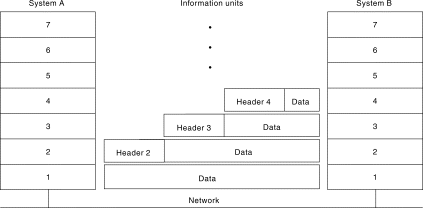 System A Information units System B
7 7
6 6
5 5
4 Header 4 Data 4
3 Header 3 Data 3
2 Header 2 Data 2
1 Data 1
Network